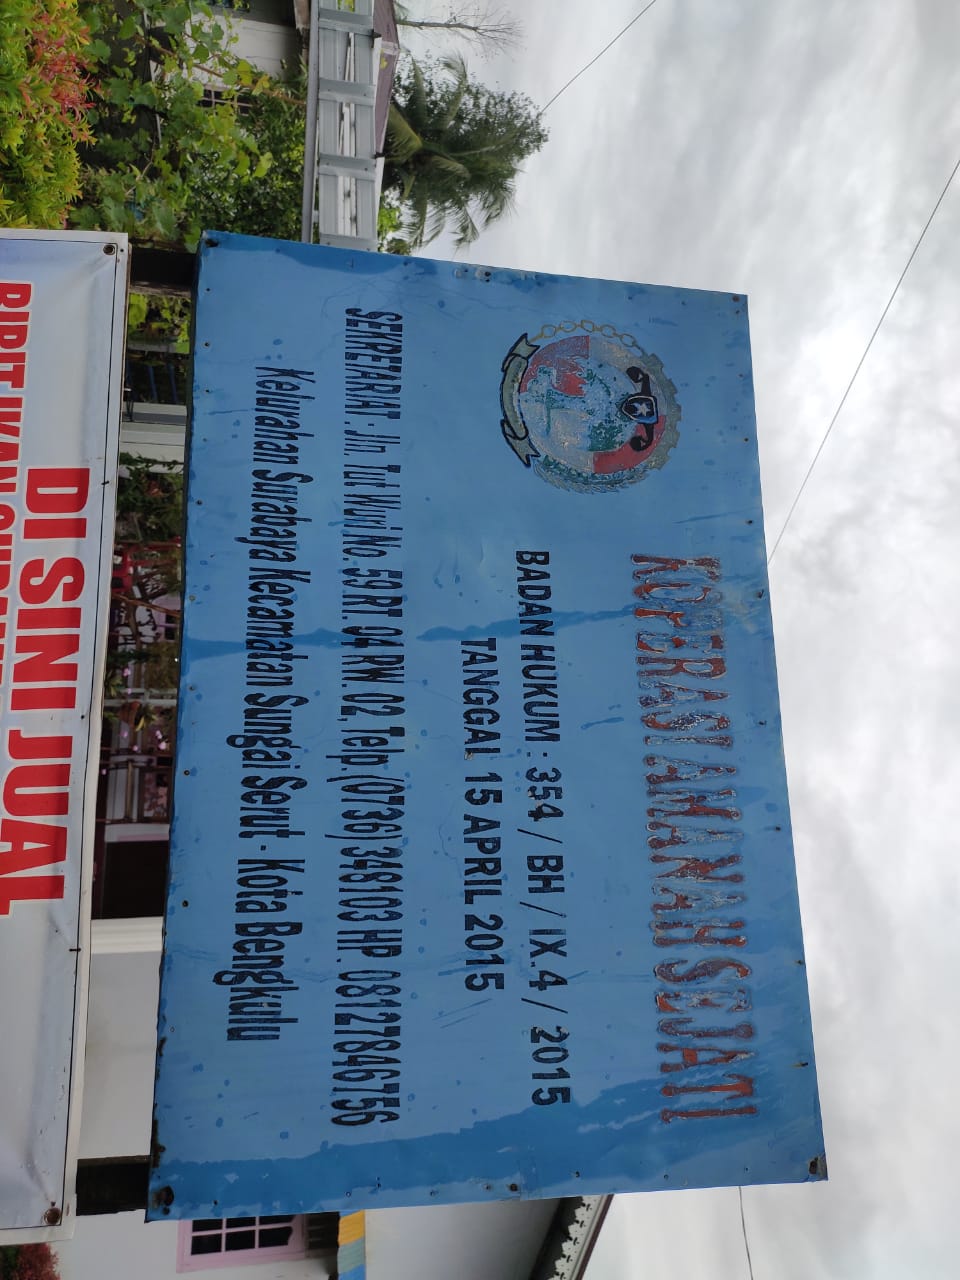 KOPERASI AMANAH SEJATI
BADAN HUKUM : 354 / BH / IX.4 / 2015
TANGGAL 15 APRIL 2015
SEKRETARIAT : Jln. Tut Wuri No. 59 RT. 04 RW. 02, Telp. (0736) 348103 HP. 08127846756
Kelurahan Surabaya Kecamatan Sungai Serut - Kota Bengkulu
DI SINI JUAL
BIBIT IKAN